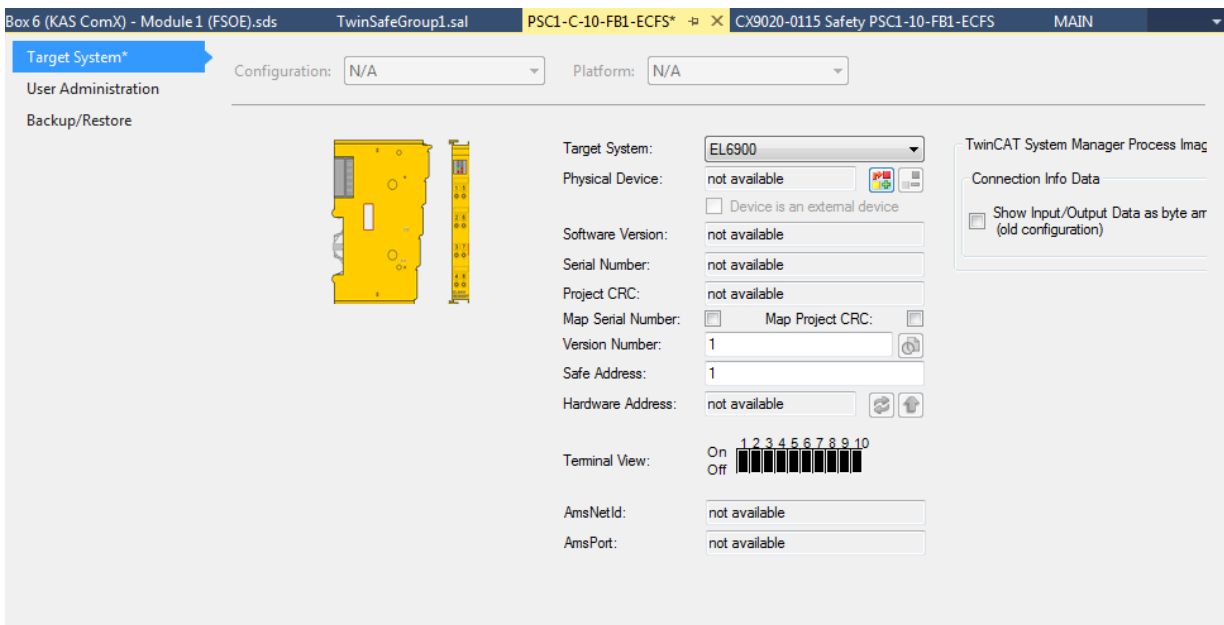 Box 6 (KAS ComX) - Module 1 (FSOE).sds TwinSafeGroup1.sal PSC1-C-10-FB1-ECFS* CX9020-0115 Safety PSC1-10-FB1-ECFS MAIN
Target System*
User Administration
Backup/Restore
Configuration: N/A Platform: N/A
Target System: EL6900
Physical Device: not available
Device is an external device
Software Version: not available
Serial Number: not available
Project CRC: not available
Map Serial Number: Map Project CRC:
Version Number: 1
Safe Address: 1
Hardware Address: not available
1 2 3 4 5 6 7 8 9 10
Terminal View: On
Off
AmsNetId: not available
AmsPort: not available
TwinCAT System Manager Process Imag
Connection Info Data
Show Input/Output Data as byte arr
(old configuration)